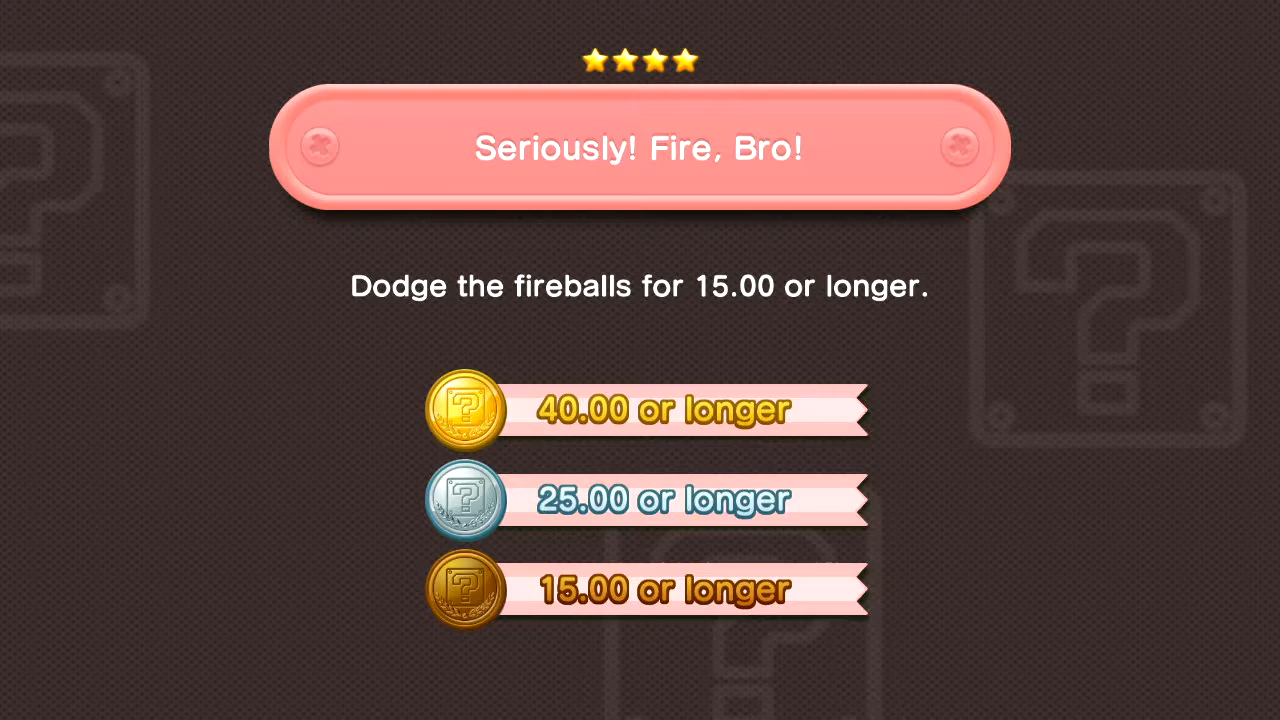 Seriously! Fire, Bro!
Dodge the fireballs for 15.00 or longer.
40.00 or longer
25.00 or longer
15.00 or longer